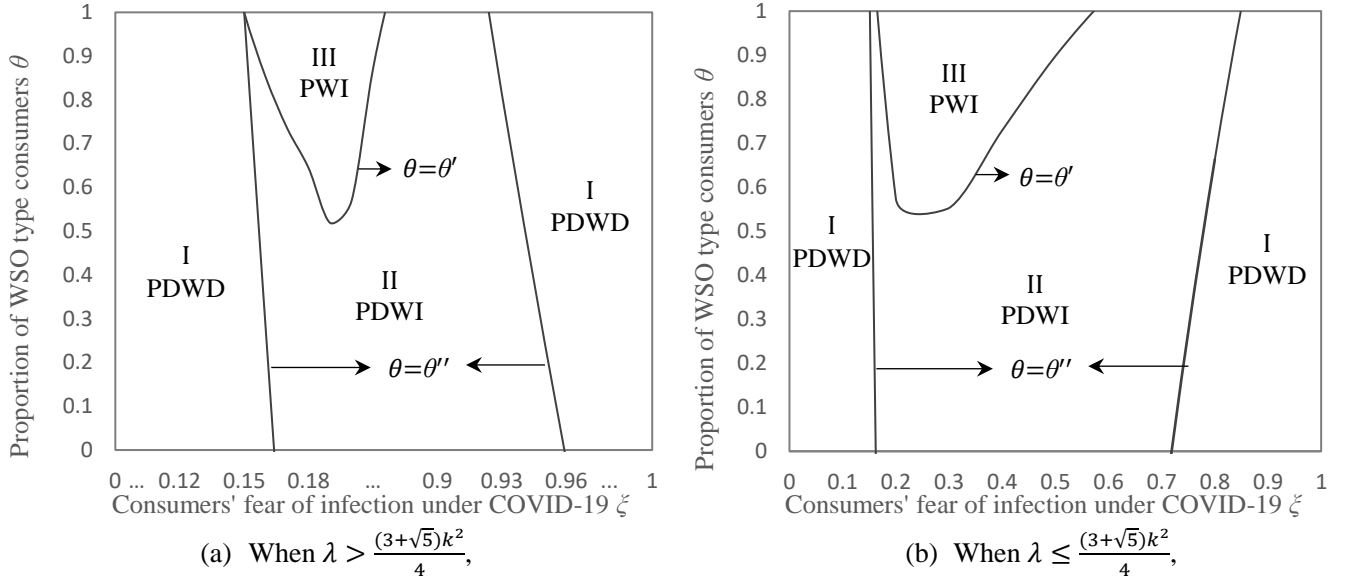 Proportion of WSO type consumers θ
1
0.9
0.8
0.7
0.6
0.5
0.4
0.3
0.2
0.1
0
III
PWI
θ=θ′
I
PDWD
I
PDWD
II
PDWI
θ=θ′′
0 ... 0.12 0.15 0.18 ... 0.9 0.93 0.96 ... 1
Consumers' fear of infection under COVID-19 ξ
(a) When λ > (3+√5)k²/4,
Proportion of WSO type consumers θ
1
0.9
0.8
0.7
0.6
0.5
0.4
0.3
0.2
0.1
0
III
PWI
θ=θ′
I
PDWD
I
PDWD
II
PDWI
θ=θ′′
0 0.1 0.2 0.3 0.4 0.5 0.6 0.7 0.8 0.9 1
Consumers' fear of infection under COVID-19 ξ
(b) When λ ≤ (3+√5)k²/4,